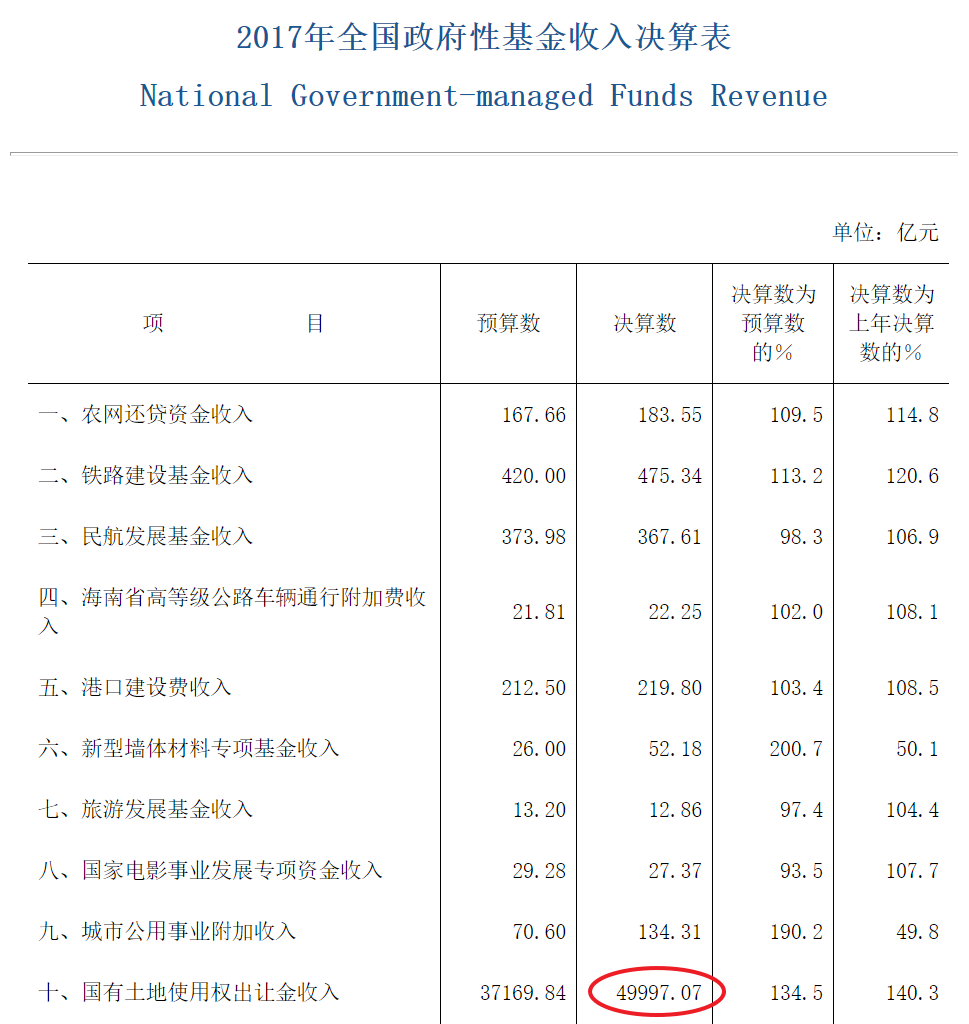 2017年全国政府性基金收入决算表
National Government-managed Funds Revenue
单位：亿元
项 目 预算数 决算数 决算数为预算数的% 决算数为上年决算数的%
一、农网还贷资金收入 167.66 183.55 109.5 114.8
二、铁路建设基金收入 420.00 475.34 113.2 120.6
三、民航发展基金收入 373.98 367.61 98.3 106.9
四、海南省高等级公路车辆通行附加费收入 21.81 22.25 102.0 108.1
五、港口建设费收入 212.50 219.80 103.4 108.5
六、新型墙体材料专项基金收入 26.00 52.18 200.7 50.1
七、旅游发展基金收入 13.20 12.86 97.4 104.4
八、国家电影事业发展专项资金收入 29.28 27.37 93.5 107.7
九、城市公用事业附加收入 70.60 134.31 190.2 49.8
十、国有土地使用权出让金收入 37169.84 49997.07 134.5 140.3